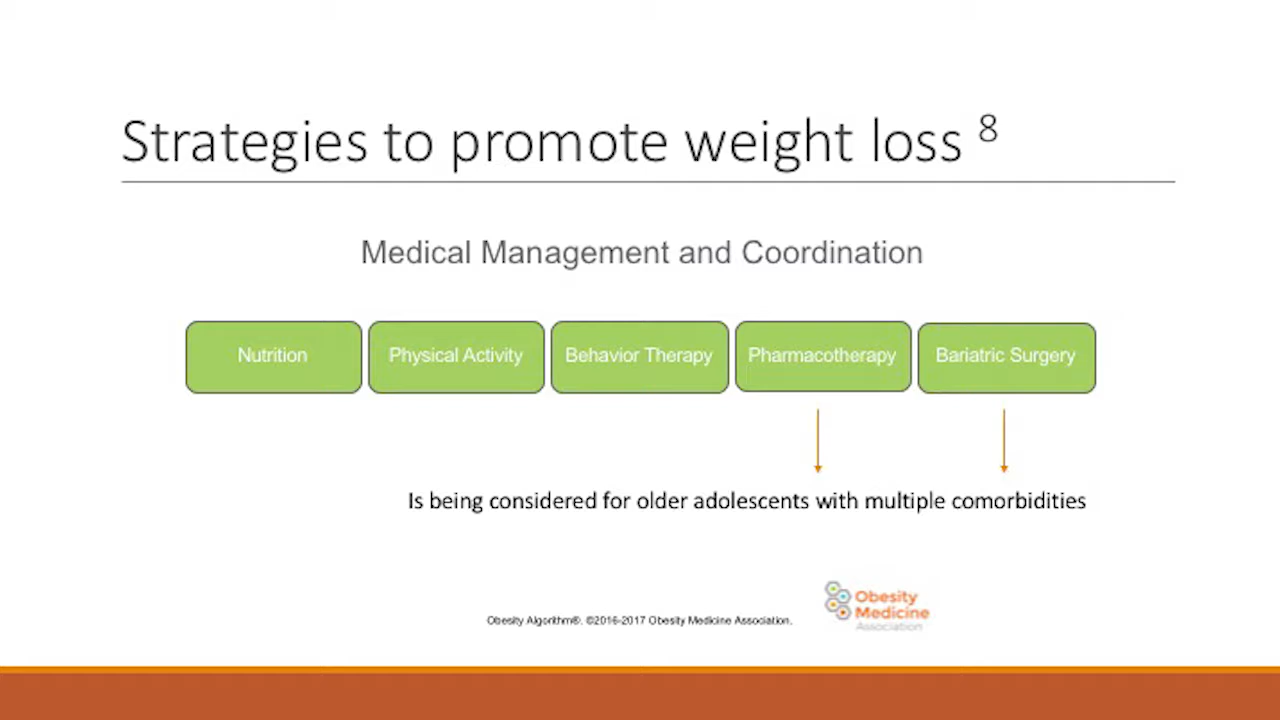 Strategies to promote weight loss 8
Medical Management and Coordination
Nutrition
Physical Activity
Behavior Therapy
Pharmacotherapy
Bariatric Surgery
Is being considered for older adolescents with multiple comorbidities
Obesity Algorithm®. ©2016-2017 Obesity Medicine Association.
Obesity
Medicine
Association